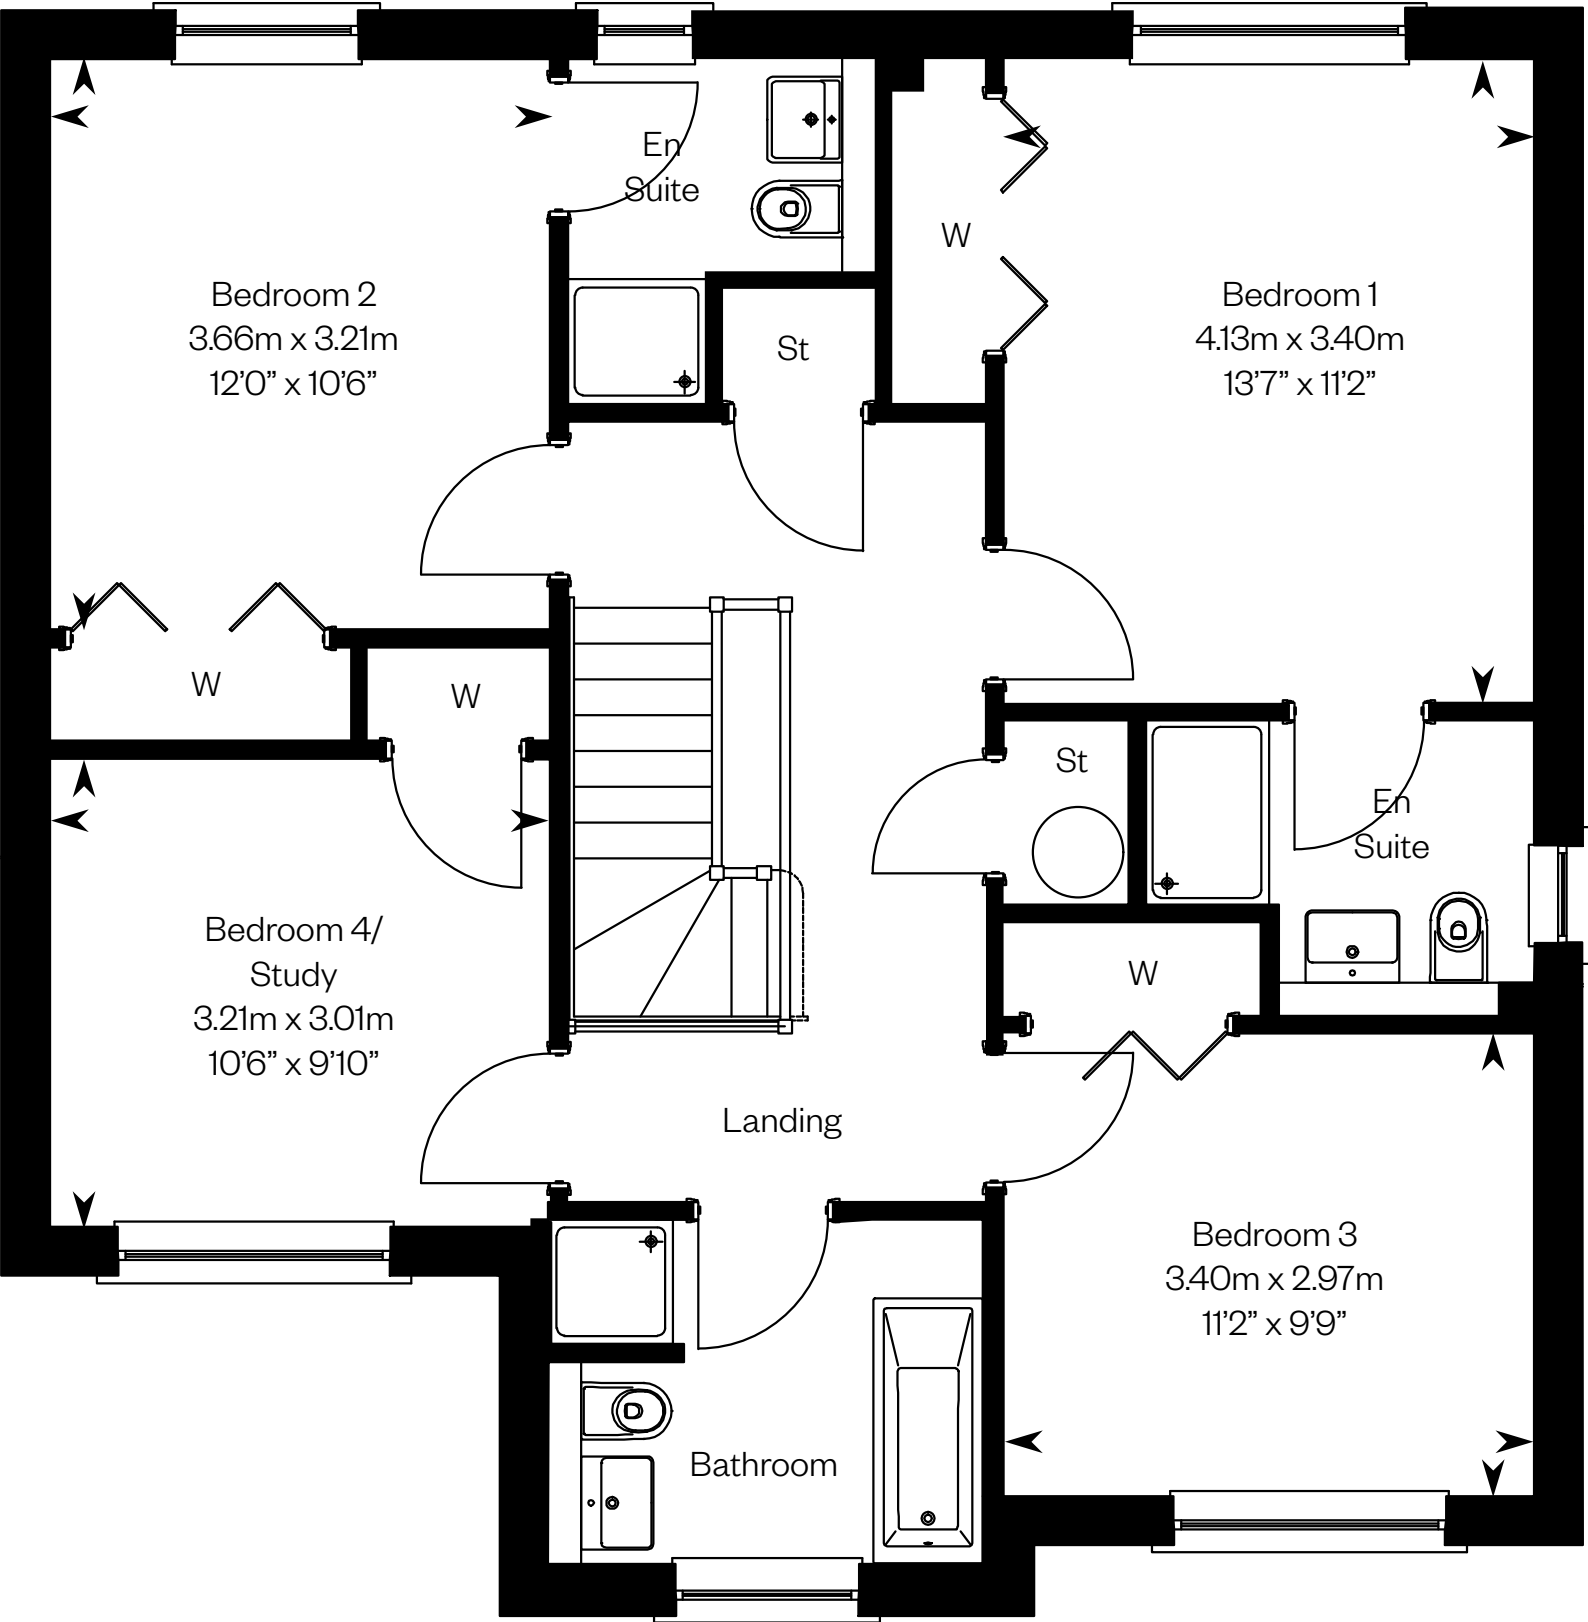 En
Suite
W
Bedroom 2
3.66m x 3.21m
12’0” x 10’6”
Bedroom 1
4.13m x 3.40m
13’7” x 11’2”
St
W
W
St
En
Suite
Bedroom 4/
Study
3.21m x 3.01m
10’6” x 9’10”
W
Landing
Bedroom 3
3.40m x 2.97m
11’2” x 9’9”
Bathroom